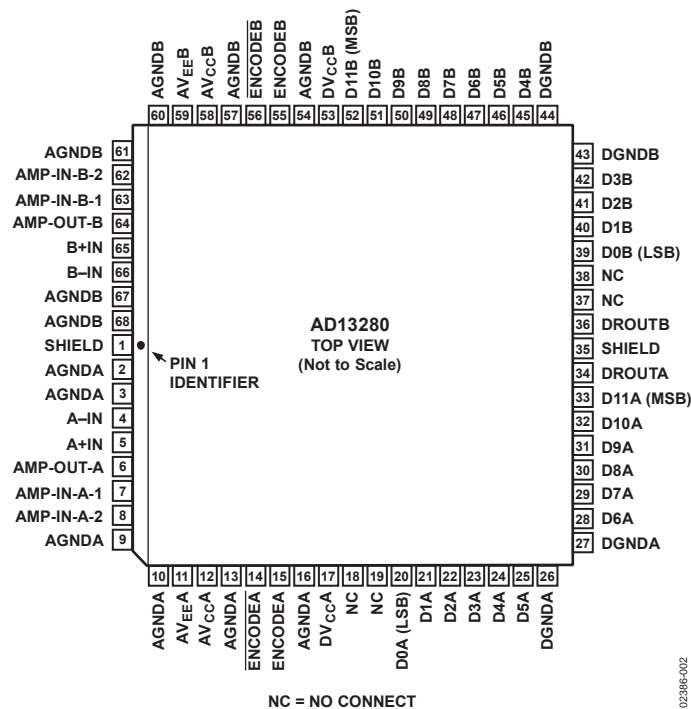 AGNDB
AVEEB
AVCCB
AGNDB
ENCODEB
ENCODEB
AGNDB
DVCCB
D11B (MSB)
D10B
D9B
D8B
D7B
D6B
D5B
D4B
DGNDB
60 59 58 57 56 55 54 53 52 51 50 49 48 47 46 45 44
AGNDB 61
AMP-IN-B-2 62
AMP-IN-B-1 63
AMP-OUT-B 64
B+IN 65
B–IN 66
AGNDB 67
AGNDB 68
SHIELD 1
AGNDA 2
AGNDA 3
A–IN 4
A+IN 5
AMP-OUT-A 6
AMP-IN-A-1 7
AMP-IN-A-2 8
AGNDA 9
PIN 1
IDENTIFIER
AD13280
TOP VIEW
(Not to Scale)
43 DGNDB
42 D3B
41 D2B
40 D1B
39 D0B (LSB)
38 NC
37 NC
36 DROUTB
35 SHIELD
34 DROUTA
33 D11A (MSB)
32 D10A
31 D9A
30 D8A
29 D7A
28 D6A
27 DGNDA
10 11 12 13 14 15 16 17 18 19 20 21 22 23 24 25 26
AGNDA
AVEEA
AVCCA
AGNDA
ENCODEA
ENCODEA
AGNDA
DVCCA
NC
NC
D0A (LSB)
D1A
D2A
D3A
D4A
D5A
DGNDA
NC = NO CONNECT
02386-002